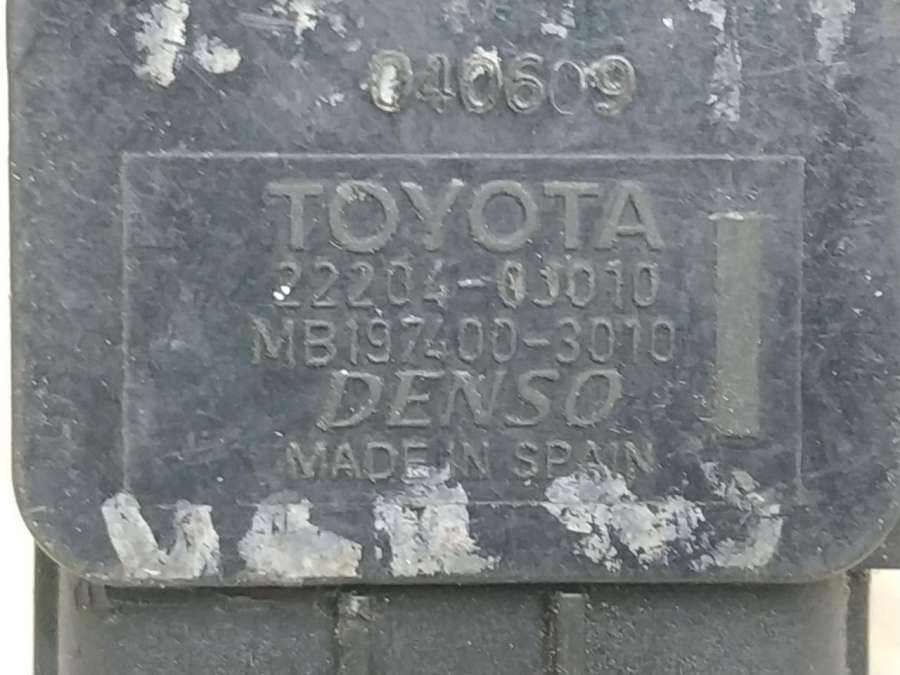 040609
TOYOTA
22204-0J010
MB197400-3010
DENSO
MADE IN SPAIN